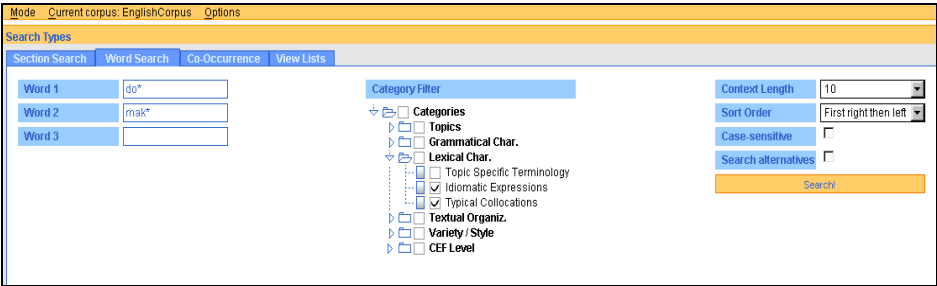 Mode Current corpus: EnglishCorpus Options
Search Types
Section Search Word Search Co-Occurrence View Lists
Word 1 do*
Word 2 mak*
Word 3
Category Filter
Categories
Topics
Grammatical Char.
Lexical Char.
Topic Specific Terminology
Idiomatic Expressions
Typical Collocations
Textual Organiz.
Variety / Style
CEF Level
Context Length 10
Sort Order First right then left
Case-sensitive
Search alternatives
Search!